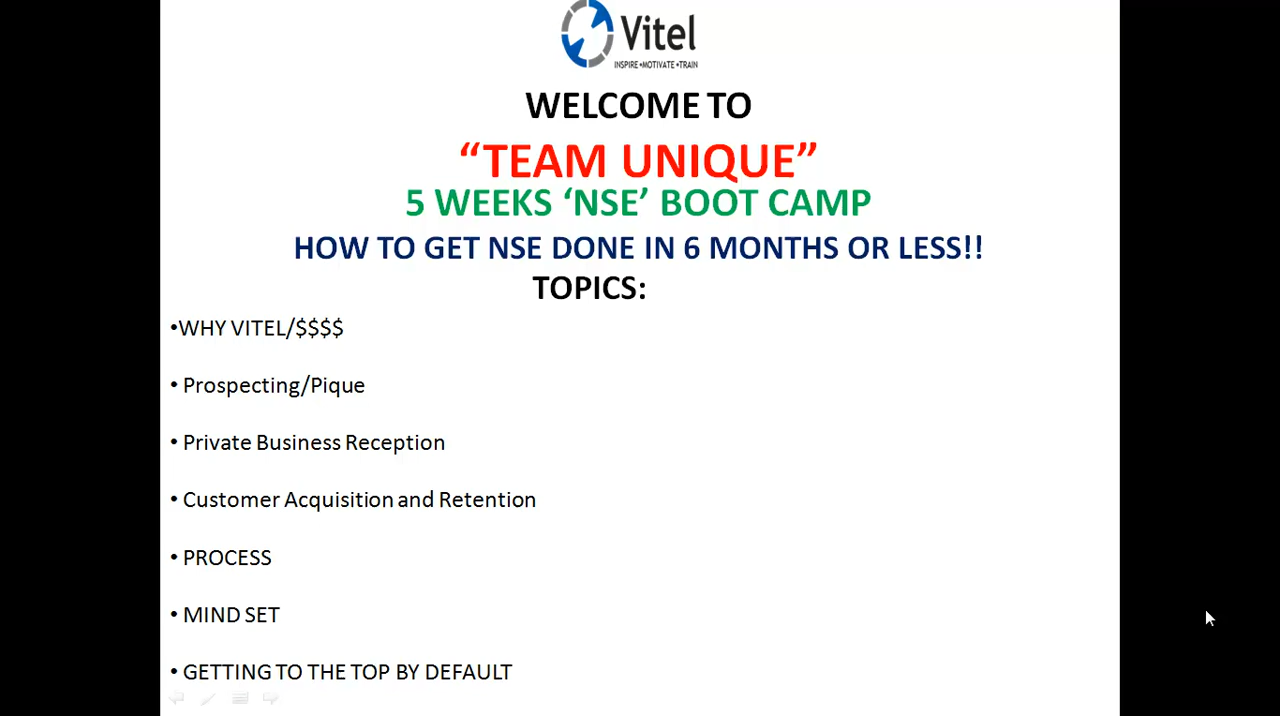 Vitel
INSPIRE •MOTIVATE •TRAIN
WELCOME TO
“TEAM UNIQUE”
5 WEEKS ‘NSE’ BOOT CAMP
HOW TO GET NSE DONE IN 6 MONTHS OR LESS!!
TOPICS:
•WHY VITEL/$$$$
• Prospecting/Pique
• Private Business Reception
• Customer Acquisition and Retention
• PROCESS
• MIND SET
• GETTING TO THE TOP BY DEFAULT